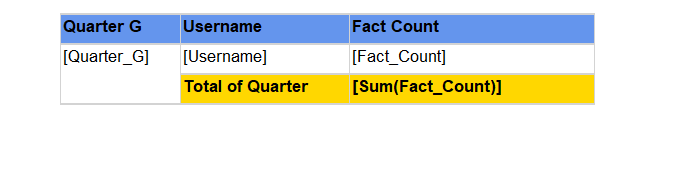 Quarter G Username Fact Count
[Quarter_G] [Username] [Fact_Count]
Total of Quarter [Sum(Fact_Count)]